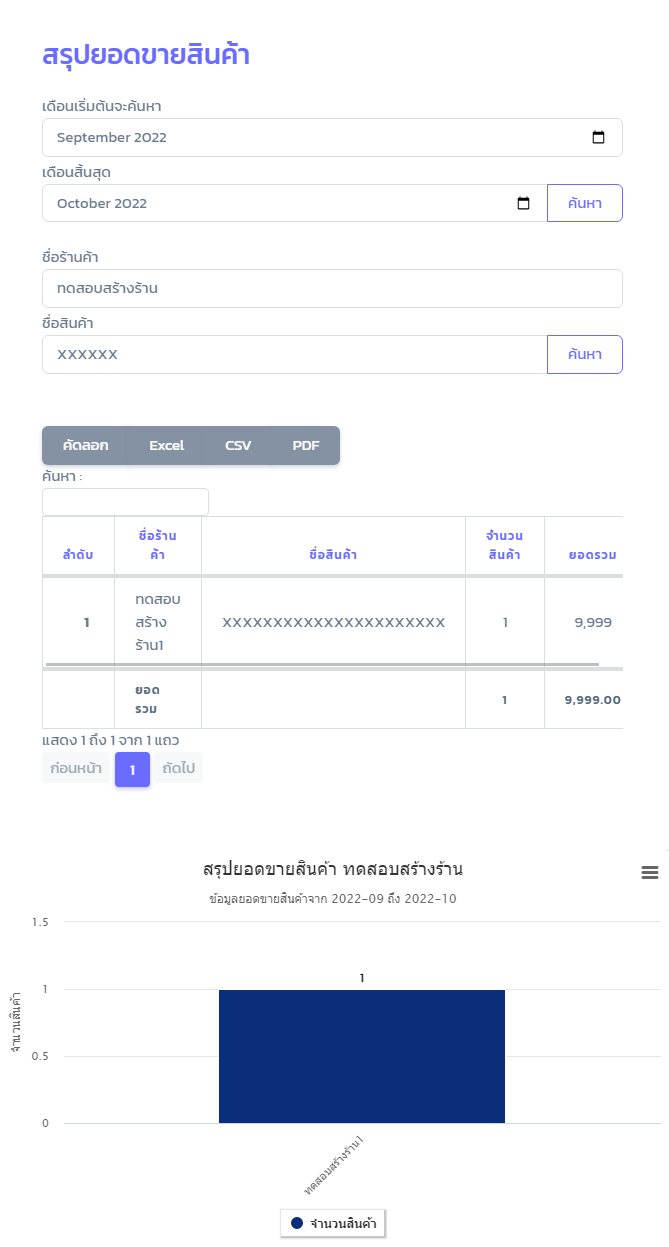 สรุปยอดขายสินค้า
เดือนเริ่มต้นจะค้นหา
September 2022
เดือนสิ้นสุด
October 2022
ค้นหา
ชื่อร้านค้า
ทดสอบสร้างร้าน
ชื่อสินค้า
XXXXXX
ค้นหา
คัดลอก Excel CSV PDF
ค้นหา :
ลำดับ ชื่อร้านค้า ชื่อสินค้า จำนวนสินค้า ยอดรวม
1 ทดสอบสร้างร้าน1 XXXXXXXXXXXXXXXXXXXXXX 1 9,999
ยอดรวม 1 9,999.00
แสดง 1 ถึง 1 จาก 1 แถว
ก่อนหน้า 1 ถัดไป
สรุปยอดขายสินค้า ทดสอบสร้างร้าน
ข้อมูลยอดขายสินค้าจาก 2022-09 ถึง 2022-10
1.5
1
1
0.5
0
จำนวนสินค้า
ทดสอบสร้างร้าน1
จำนวนสินค้า